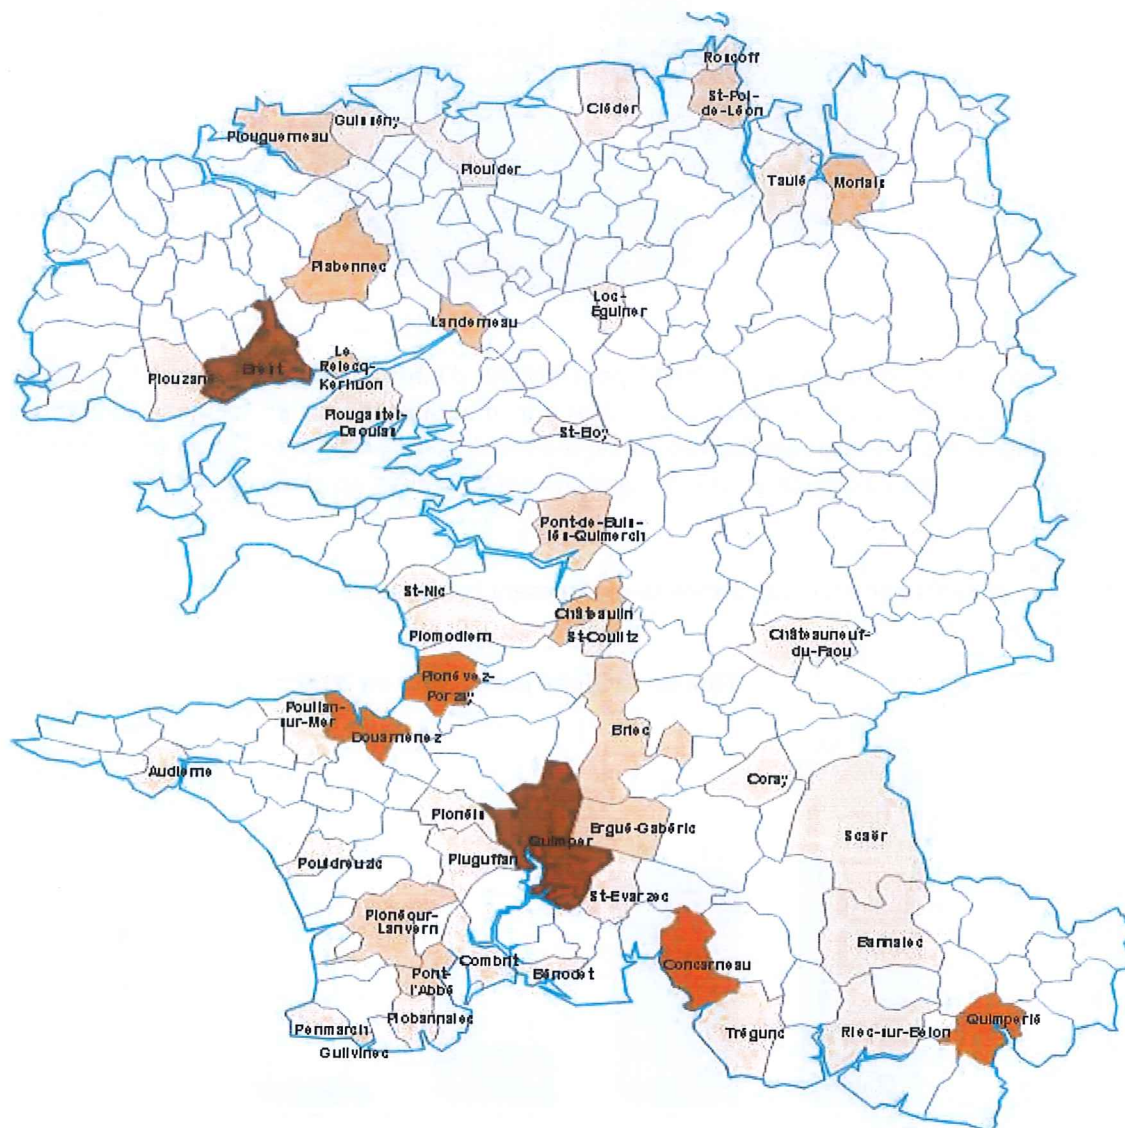 Roscoff
St-Pol-
de-Léon
Cléder
Guissény
Plouguerneau
Plouider
Taulé
Morlaix
Plabennec
Loc-
Eguiner
Landerneau
Le
Relecq-
Kerhuon
Brest
Plouzané
Plougastel-
Daoulas
St-Eloy
Pont-de-Buis-
lès-Quimerch
St-Nic
Châteaulin
St-Coulitz
Plomodiern
Châteauneuf-
du-Faou
Plonévez-
Porzay
Poullan-
sur-Mer
Douarnenez
Briec
Audierne
Coray
Plonéis
Ergué-Gabéric
Scaër
Quimper
Pluguffan
Pouldreuzic
St-Evarzec
Plonéour-
Lanvern
Bannalec
Combrit
Concarneau
Pont-
l'Abbé
Bénodet
Plobannalec
Quimperlé
Penmarch
Trégunc
Riec-sur-Bélon
Guilvinec